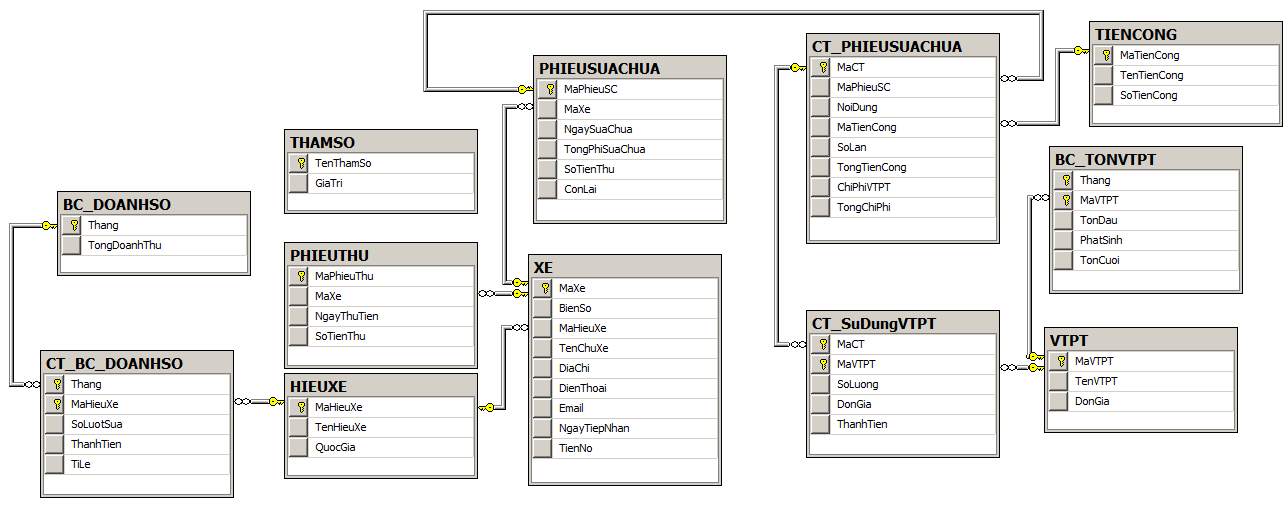 BC_DOANHSO
Thang
TongDoanhThu
CT_BC_DOANHSO
Thang
MaHieuXe
SoLuotSua
ThanhTien
TiLe
THAMSO
TenThamSo
GiaTri
PHIEUTHU
MaPhieuThu
MaXe
NgayThuTien
SoTienThu
HIEUXE
MaHieuXe
TenHieuXe
QuocGia
PHIEUSUACHUA
MaPhieuSC
MaXe
NgaySuaChua
TongPhiSuaChua
SoTienThu
ConLai
XE
MaXe
BienSo
MaHieuXe
TenChuXe
DiaChi
DienThoai
Email
NgayTiepNhan
TienNo
CT_PHIEUSUACHUA
MaCT
MaPhieuSC
NoiDung
MaTienCong
SoLan
TongTienCong
ChiPhiVTPT
TongChiPhi
CT_SuDungVTPT
MaCT
MaVTPT
SoLuong
DonGia
ThanhTien
TIENCONG
MaTienCong
TenTienCong
SoTienCong
BC_TONVTPT
Thang
MaVTPT
TonDau
PhatSinh
TonCuoi
VTPT
MaVTPT
TenVTPT
DonGia